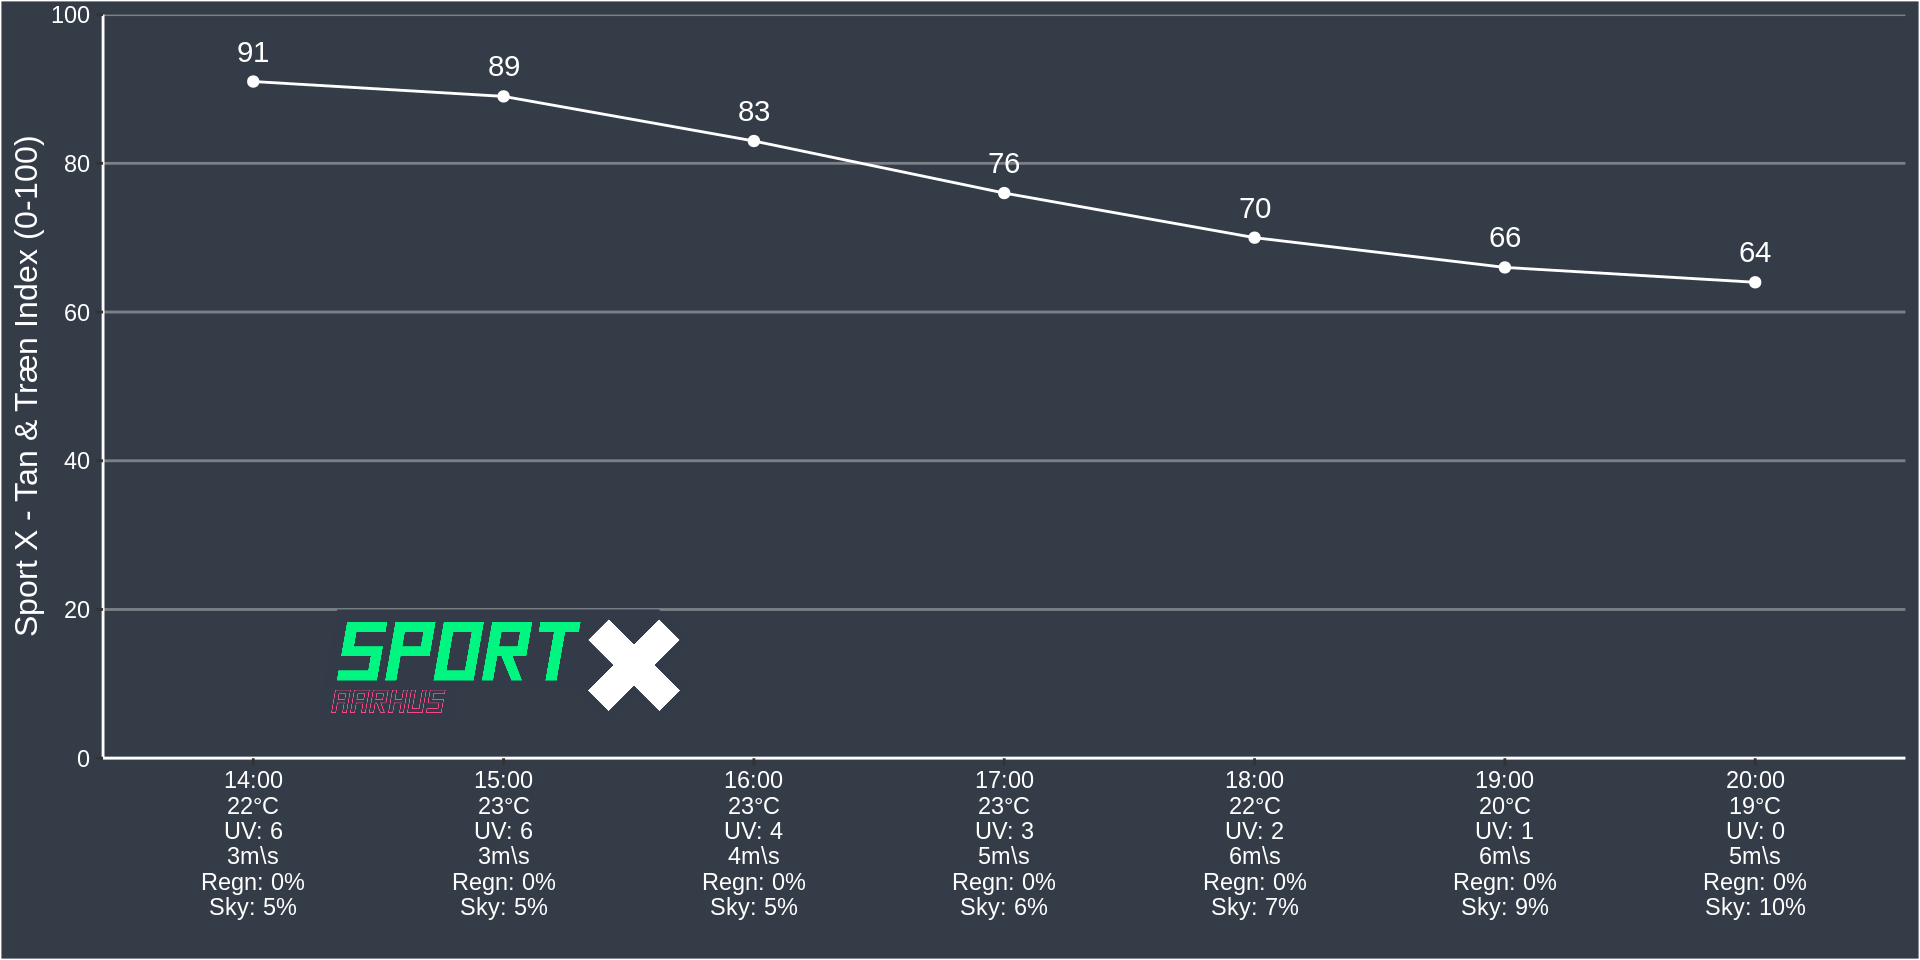 100
80
60
40
20
0
Sport X - Tan & Træn Index (0-100)
91
89
83
76
70
66
64
SPORT X
AARHUS
14:00 15:00 16:00 17:00 18:00 19:00 20:00
22°C 23°C 23°C 23°C 22°C 20°C 19°C
UV: 6 UV: 6 UV: 4 UV: 3 UV: 2 UV: 1 UV: 0
3m\s 3m\s 4m\s 5m\s 6m\s 6m\s 5m\s
Regn: 0% Regn: 0% Regn: 0% Regn: 0% Regn: 0% Regn: 0% Regn: 0%
Sky: 5% Sky: 5% Sky: 5% Sky: 6% Sky: 7% Sky: 9% Sky: 10%